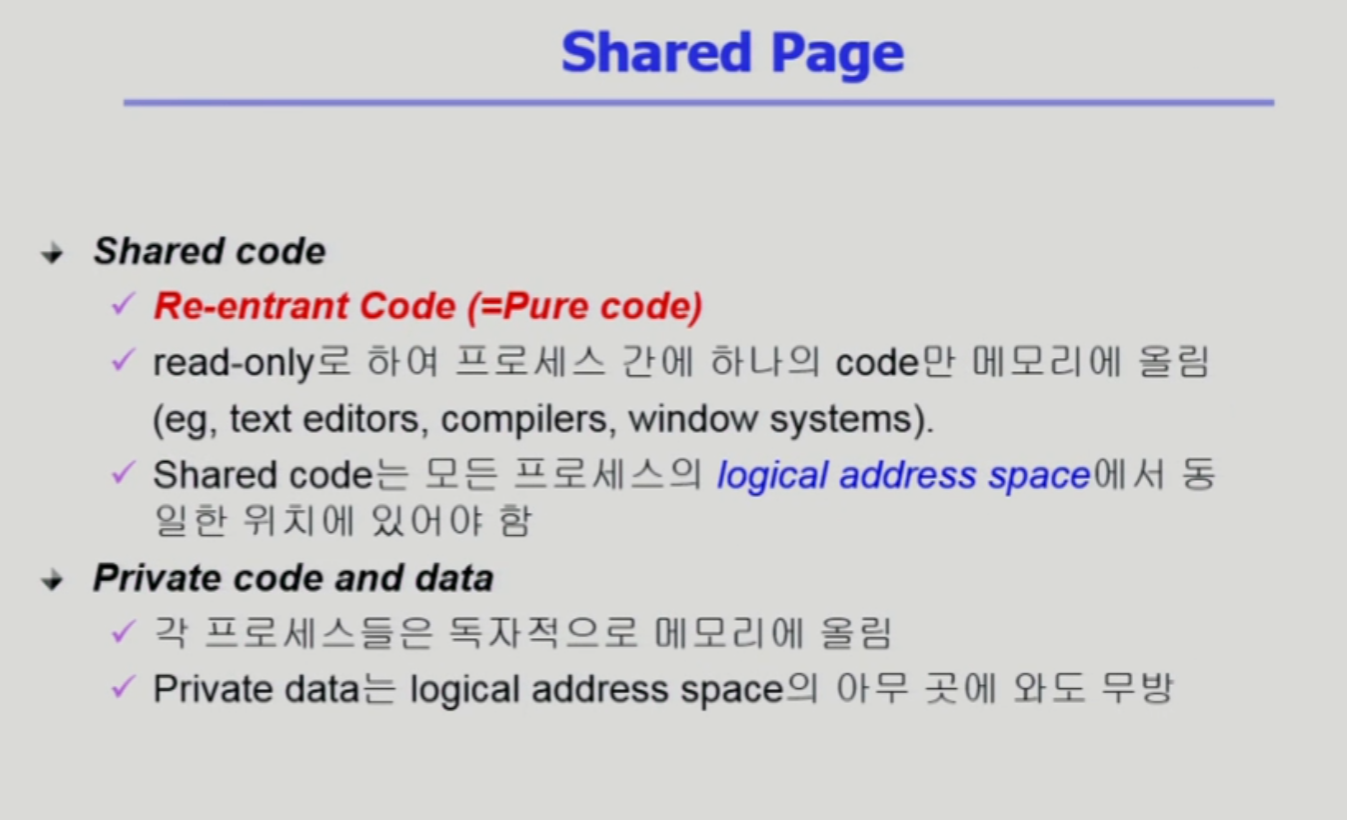 Shared Page
Shared code
Re-entrant Code (=Pure code)
read-only로 하여 프로세스 간에 하나의 code만 메모리에 올림
(eg, text editors, compilers, window systems).
Shared code는 모든 프로세스의 logical address space에서 동
일한 위치에 있어야 함
Private code and data
각 프로세스들은 독자적으로 메모리에 올림
Private data는 logical address space의 아무 곳에 와도 무방